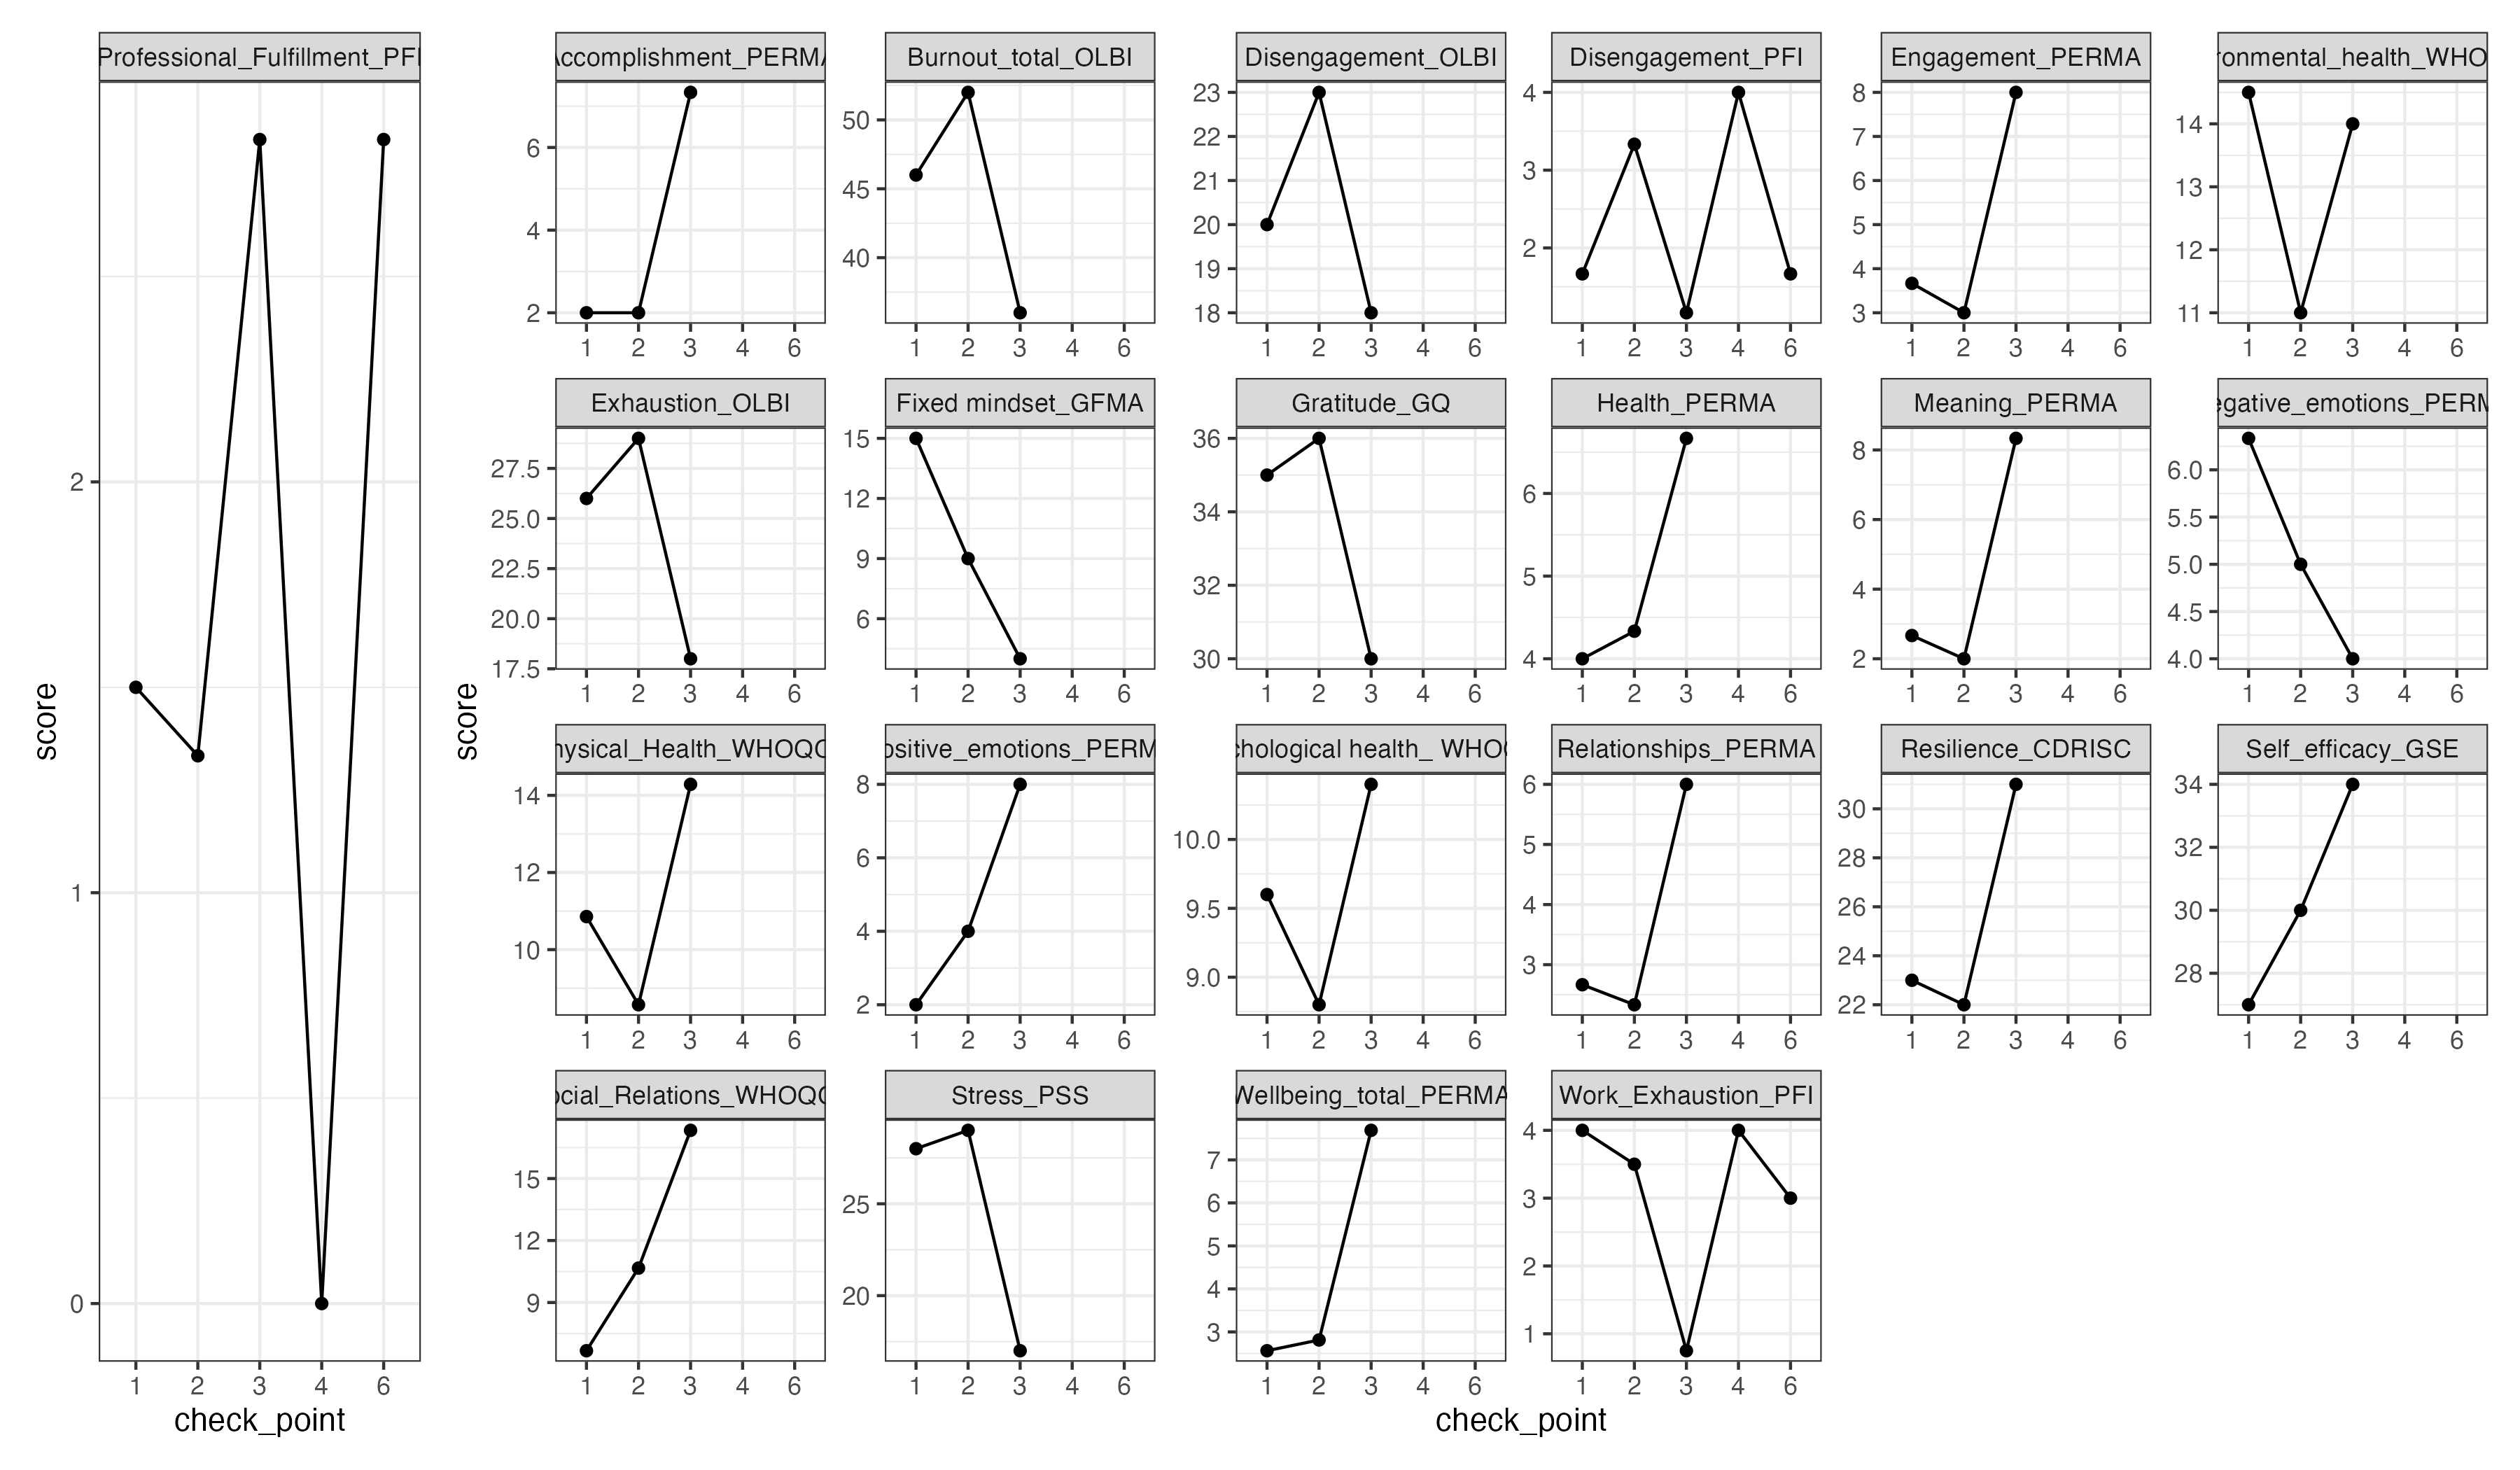 Professional_Fulfillment_PFI
score
2
1
0
1 2 3 4 6
check_point
score
Accomplishment_PERMA
6
4
2
1 2 3 4 6
Burnout_total_OLBI
50
45
40
1 2 3 4 6
Disengagement_OLBI
23
22
21
20
19
18
1 2 3 4 6
Disengagement_PFI
4
3
2
1 2 3 4 6
Engagement_PERMA
8
7
6
5
4
3
1 2 3 4 6
ronmental_health_WHO
14
13
12
11
1 2 3 4 6
Exhaustion_OLBI
27.5
25.0
22.5
20.0
17.5
1 2 3 4 6
Fixed mindset_GFMA
15
12
9
6
1 2 3 4 6
Gratitude_GQ
36
34
32
30
1 2 3 4 6
Health_PERMA
6
5
4
1 2 3 4 6
Meaning_PERMA
8
6
4
2
1 2 3 4 6
egative_emotions_PERM
6.0
5.5
5.0
4.5
4.0
1 2 3 4 6
hysical_Health_WHOQO
14
12
10
1 2 3 4 6
ositive_emotions_PERM
8
6
4
2
1 2 3 4 6
chological health_ WHOQ
10.0
9.5
9.0
1 2 3 4 6
Relationships_PERMA
6
5
4
3
1 2 3 4 6
Resilience_CDRISC
30
28
26
24
22
1 2 3 4 6
Self_efficacy_GSE
34
32
30
28
1 2 3 4 6
ocial_Relations_WHOQO
15
12
9
1 2 3 4 6
Stress_PSS
25
20
1 2 3 4 6
Wellbeing_total_PERMA
7
6
5
4
3
1 2 3 4 6
Work_Exhaustion_PFI
4
3
2
1
1 2 3 4 6
check_point